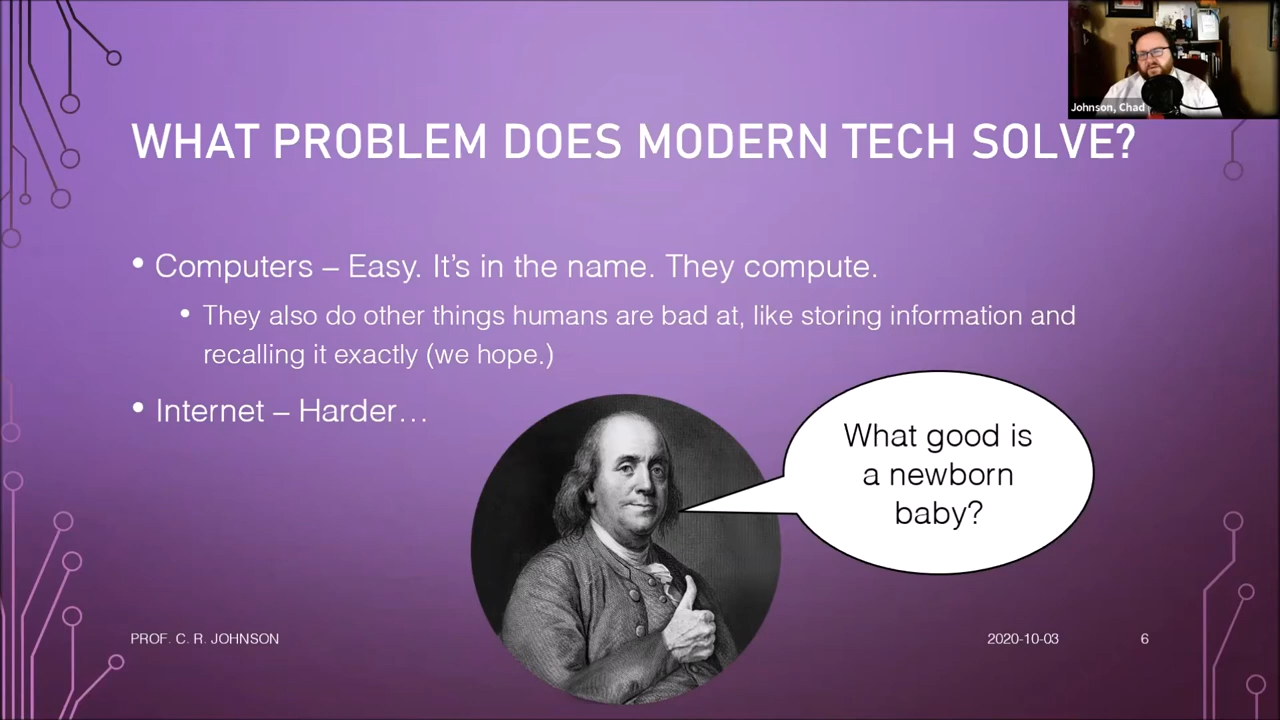 Johnson, Chad
WHAT PROBLEM DOES MODERN TECH SOLVE?
• Computers – Easy. It’s in the name. They compute.
• They also do other things humans are bad at, like storing information and
recalling it exactly (we hope.)
• Internet – Harder…
What good is
a newborn
baby?
PROF. C. R. JOHNSON
2020-10-03
6